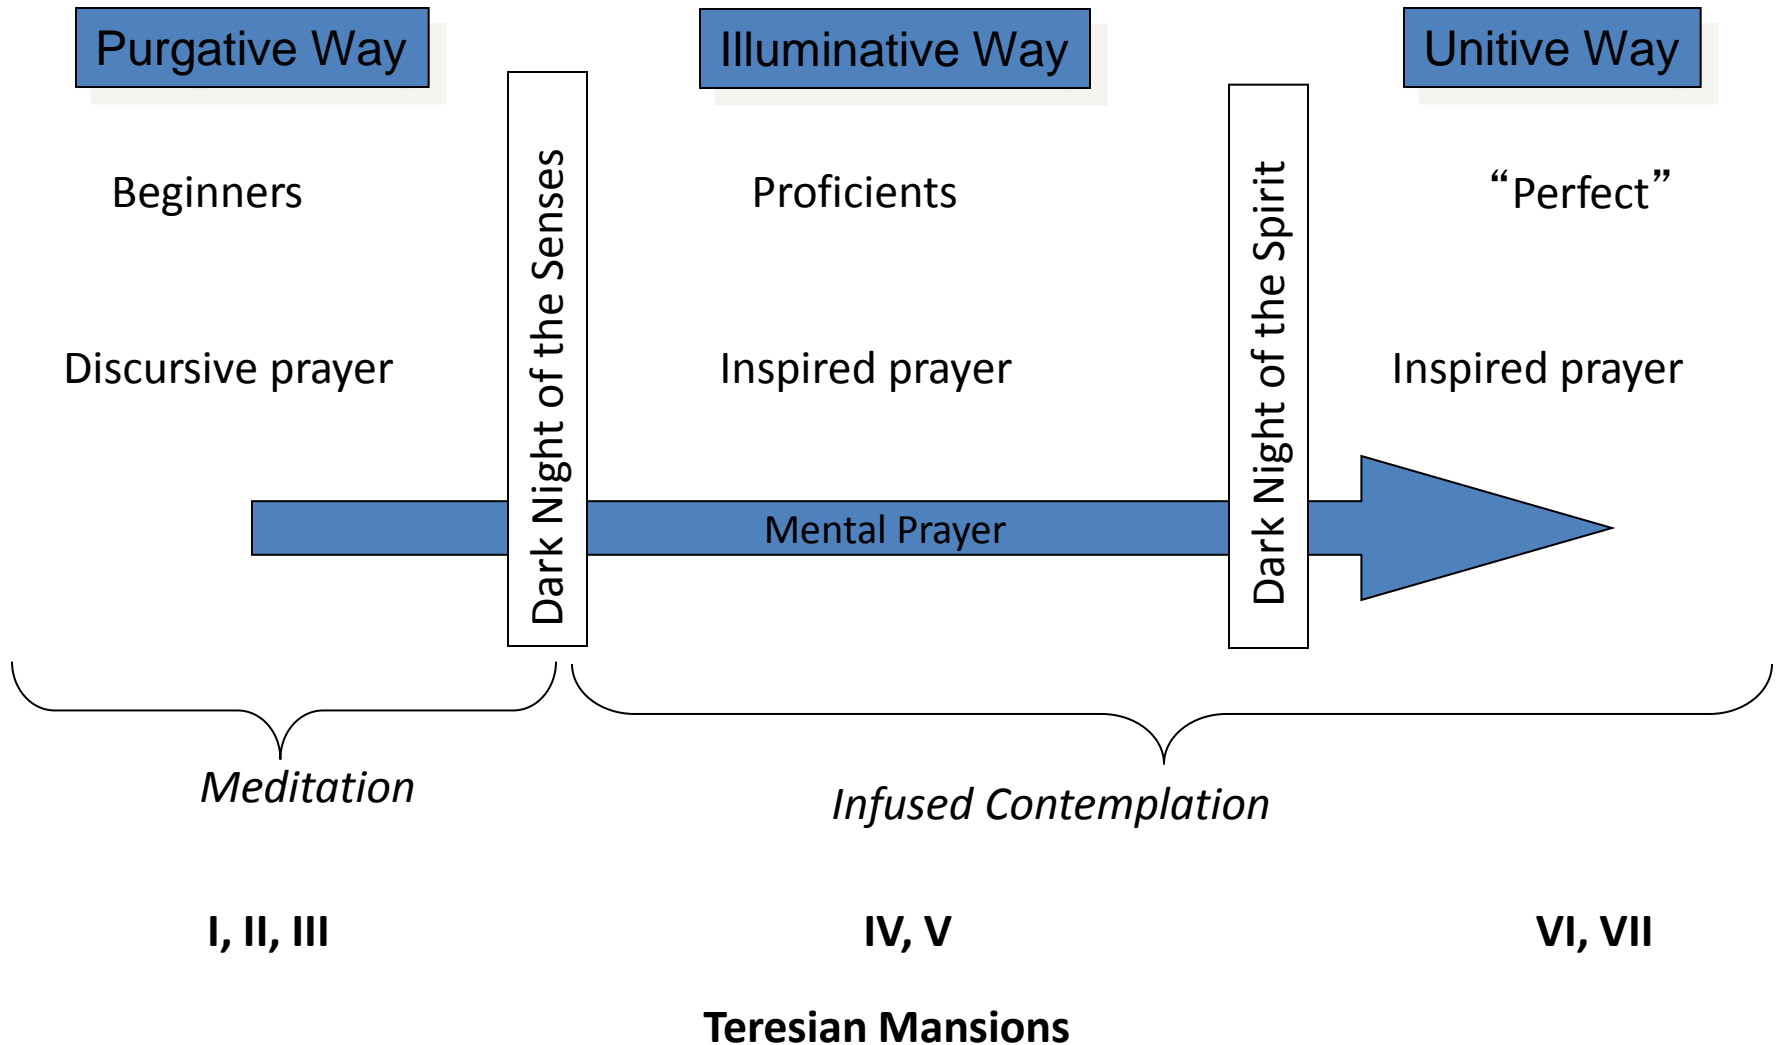 Purgative Way
Illuminative Way
Unitive Way
Beginners
Dark Night of the Senses
Proficients
Dark Night of the Spirit
“Perfect”
Discursive prayer
Inspired prayer
Inspired prayer
Mental Prayer
Meditation
Infused Contemplation
I, II, III
IV, V
VI, VII
Teresian Mansions